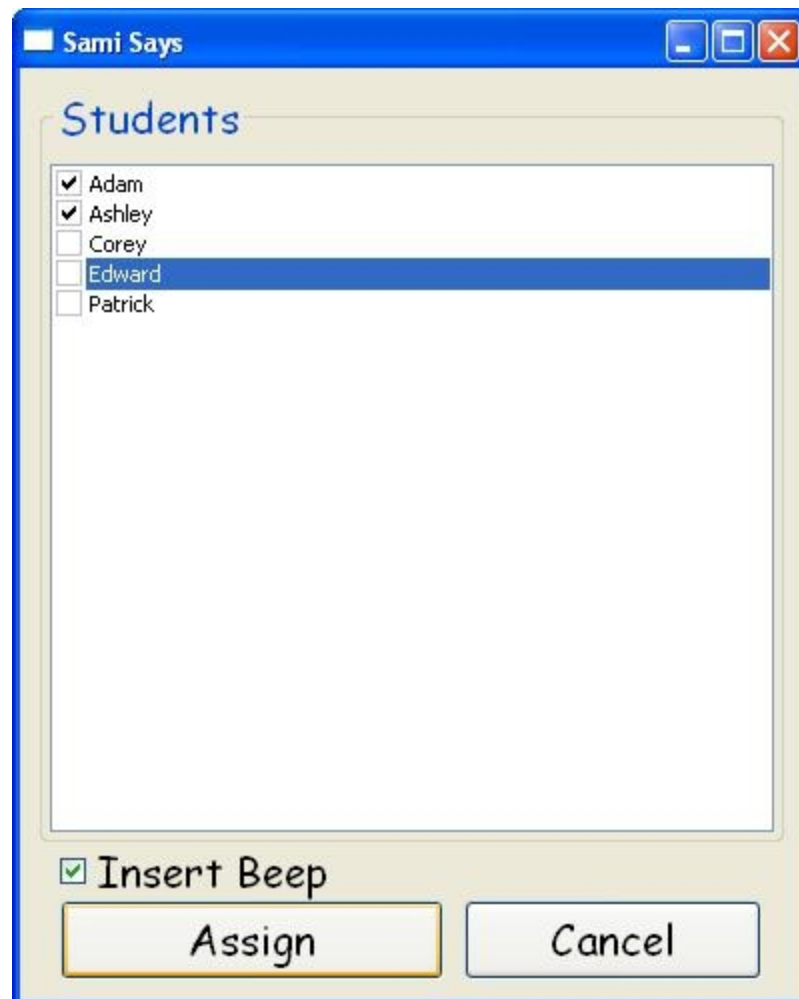 Sami Says
Students
Adam
Ashley
Corey
Edward
Patrick
Insert Beep
Assign Cancel